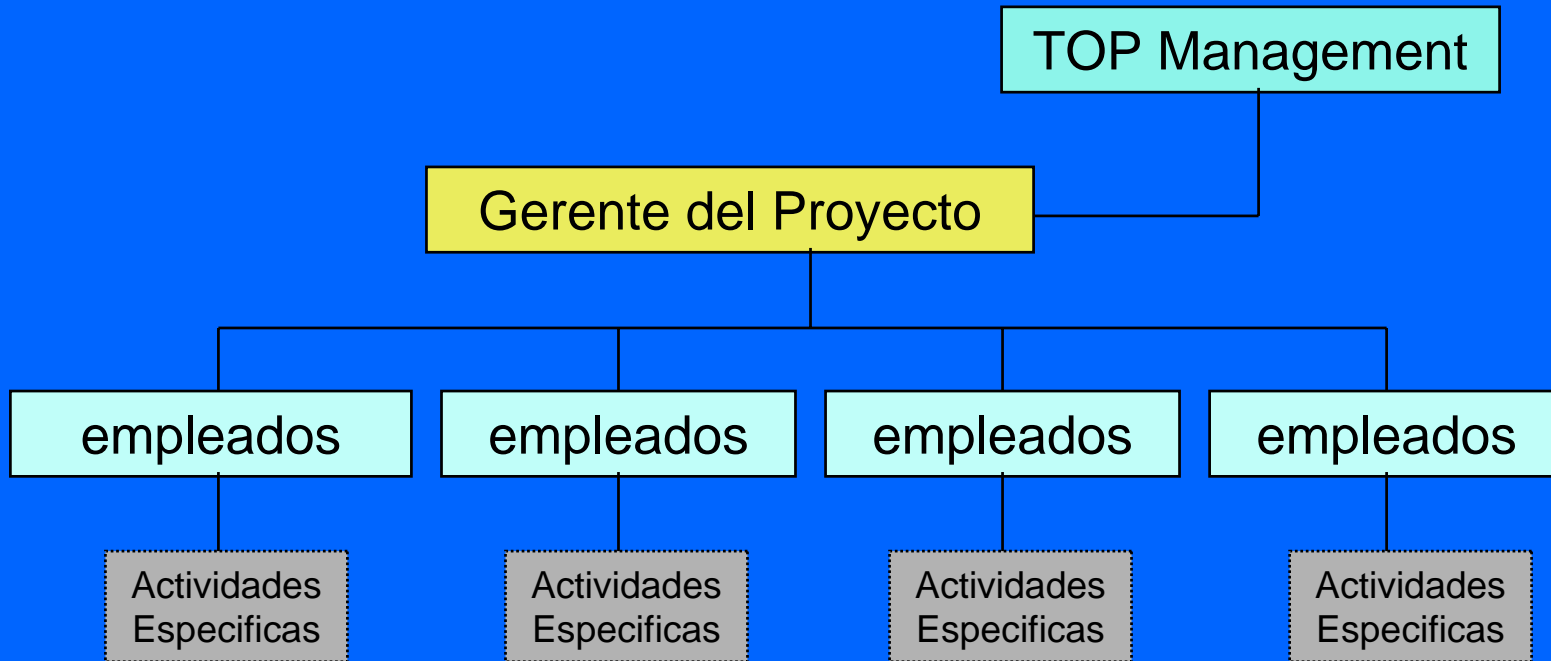 TOP Management
Gerente del Proyecto
empleados
empleados
empleados
empleados
Actividades
Especificas
Actividades
Especificas
Actividades
Especificas
Actividades
Especificas